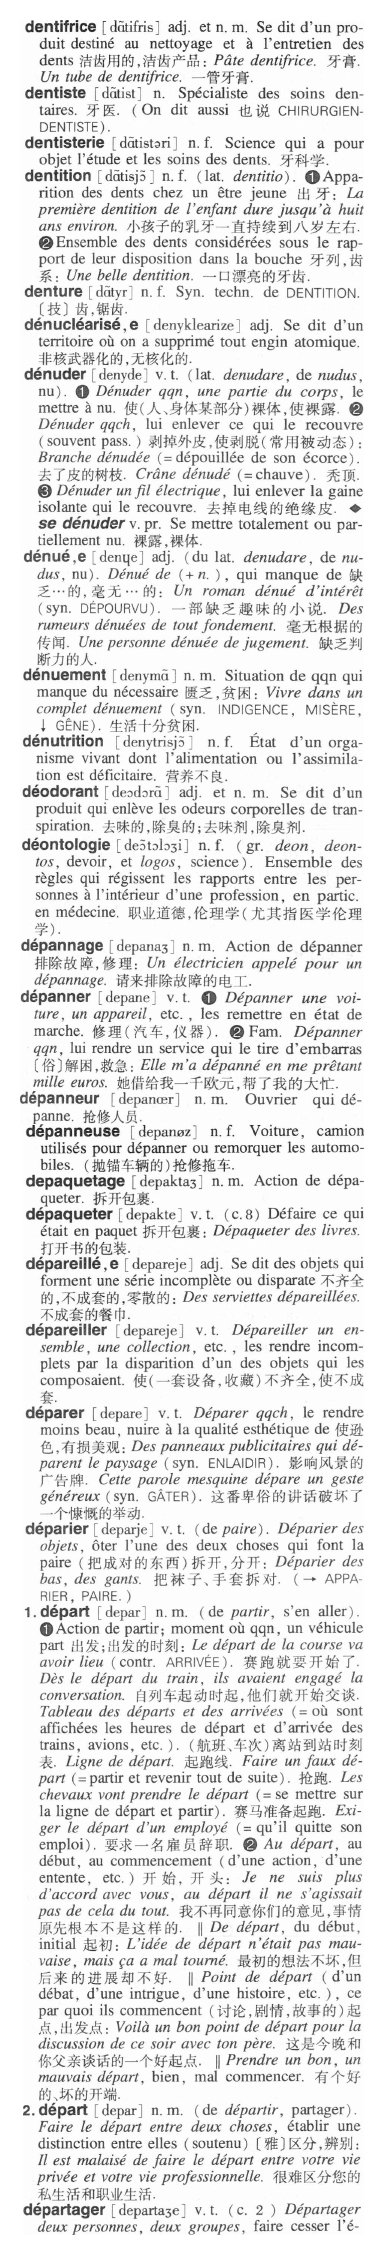 dentifrice [dɑ̃tifris] adj. et n. m. Se dit d'un pro-
duit destiné au nettoyage et à l'entretien des
dents 洁齿用的,洁齿产品: Pâte dentifrice. 牙膏.
Un tube de dentifrice. 一管牙膏.
dentiste [dɑ̃tist] n. Spécialiste des soins den-
taires. 牙医. (On dit aussi 也说 CHIRURGIEN-
DENTISTE).
dentisterie [dɑ̃tistəri] n. f. Science qui a pour
objet l'étude et les soins des dents. 牙科学.
dentition [dɑ̃tisjɔ̃] n. f. (lat. dentitio). ❶Appa-
rition des dents chez un être jeune 出牙: La
première dentition de l'enfant dure jusqu'à huit
ans environ. 小孩子的乳牙一直持续到八岁左右.
❷Ensemble des dents considérées sous le rap-
port de leur disposition dans la bouche 牙列,齿
系: Une belle dentition. 一口漂亮的牙齿.
denture [dɑ̃tyr] n. f. Syn. techn. de DENTITION.
〔技〕齿,锯齿.
dénucléarisé,e [denyklearize] adj. Se dit d'un
territoire où on a supprimé tout engin atomique.
非核武器化的,无核化的.
dénuder [denyde] v. t. (lat. denudare, de nudus,
nu). ❶ Dénuder qqn, une partie du corps, le
mettre à nu. 使(人、身体某部分)裸体,使裸露. ❷
Dénuder qqch, lui enlever ce qui le recouvre
(souvent pass.) 剥掉外皮,使剥脱(常用被动态):
Branche dénudée (=dépouillée de son écorce).
去了皮的树枝. Crâne dénudé (=chauve). 秃顶.
❸ Dénuder un fil électrique, lui enlever la gaine
isolante qui le recouvre. 去掉电线的绝缘皮. ◆
se dénuder v. pr. Se mettre totalement ou par-
tiellement nu. 裸露,裸体.
dénué,e [denɥe] adj. (du lat. denudare, de nu-
dus, nu). Dénué de (+ n.), qui manque de 缺
乏…的,毫无…的: Un roman dénué d'intérêt
(syn. DÉPOURVU). 一部缺乏趣味的小说. Des
rumeurs dénuées de tout fondement. 毫无根据的
传闻. Une personne dénuée de jugement. 缺乏判
断力的人.
dénuement [denymɑ̃] n. m. Situation de qqn qui
manque du nécessaire 匮乏,贫困: Vivre dans un
complet dénuement (syn. INDIGENCE, MISÈRE,
↓ GÊNE). 生活十分贫困.
dénutrition [denytrisjɔ̃] n. f. État d'un orga-
nisme vivant dont l'alimentation ou l'assimila-
tion est déficitaire. 营养不良.
déodorant [deɔdɔrɑ̃] adj. et n. m. Se dit d'un
produit qui enlève les odeurs corporelles de tran-
spiration. 去味的,除臭的;去味剂,除臭剂.
déontologie [deɔ̃tɔlɔʒi] n. f. (gr. deon, deon-
tos, devoir, et logos, science). Ensemble des
règles qui régissent les rapports entre les per-
sonnes à l'intérieur d'une profession, en partic.
en médecine. 职业道德,伦理学(尤其指医学伦理
学).
dépannage [depanaʒ] n. m. Action de dépanner
排除故障,修理: Un électricien appelé pour un
dépannage. 请来排除故障的电工.
dépanner [depane] v. t. ❶ Dépanner une voi-
ture, un appareil, etc., les remettre en état de
marche. 修理(汽车,仪器). ❷ Fam. Dépanner
qqn, lui rendre un service qui le tire d'embarras
〔俗〕解困,救急: Elle m'a dépanné en me prêtant
mille euros. 她借给我一千欧元,帮了我的大忙.
dépanneur [depanœr] n. m. Ouvrier qui dé-
panne. 抢修人员.
dépanneuse [depanøz] n. f. Voiture, camion
utilisés pour dépanner ou remorquer les automo-
biles. (抛锚车辆的)抢修拖车.
depaquetage [depaktaʒ] n. m. Action de dépa-
queter. 拆开包裹.
dépaqueter [depakte] v. t. (c. 8) Défaire ce qui
était en paquet 拆开包裹: Dépaqueter des livres.
打开书的包装.
dépareillé,e [depareje] adj. Se dit des objets qui
forment une série incomplète ou disparate 不齐全
的,不成套的,零散的: Des serviettes dépareillées.
不成套的餐巾.
dépareiller [depareje] v. t. Dépareiller un en-
semble, une collection, etc., les rendre incom-
plets par la disparition d'un des objets qui les
composaient. 使(一套设备,收藏)不齐全,使不成
套.
déparer [depare] v. t. Déparer qqch, le rendre
moins beau, nuire à la qualité esthétique de 使逊
色,有损美观: Des panneaux publicitaires qui dé-
parent le paysage (syn. ENLAIDIR). 影响风景的
广告牌. Cette parole mesquine dépare un geste
généreux (syn. GÂTER). 这番卑俗的讲话破坏了
一个慷慨的举动.
déparier [deparje] v. t. (de paire). Déparier des
objets, ôter l'une des deux choses qui font la
paire (把成对的东西)拆开,分开: Déparier des
bas, des gants. 把袜子、手套拆对. (→ APPA-
RIER, PAIRE.)
1. départ [depar] n. m. (de partir, s'en aller).
❶Action de partir; moment où qqn, un véhicule
part 出发;出发的时刻: Le départ de la course va
avoir lieu (contr. ARRIVÉE). 赛跑就要开始了.
Dès le départ du train, ils avaient engagé la
conversation. 自列车起动时起,他们就开始交谈.
Tableau des départs et des arrivées (= où sont
affichées les heures de départ et d'arrivée des
trains, avions, etc.). (航班、车次)离站到站时刻
表. Ligne de départ. 起跑线. Faire un faux dé-
part (=partir et revenir tout de suite). 抢跑. Les
chevaux vont prendre le départ (=se mettre sur
la ligne de départ et partir). 赛马准备起跑. Exi-
ger le départ d'un employé (= qu'il quitte son
emploi). 要求一名雇员辞职. ❷ Au départ, au
début, au commencement (d'une action, d'une
entente, etc.) 开始, 开头: Je ne suis plus
d'accord avec vous, au départ il ne s'agissait
pas de cela du tout. 我不再同意你们的意见,事情
原先根本不是这样的. ‖ De départ, du début,
initial 起初: L'idée de départ n'était pas mau-
vaise, mais ça a mal tourné. 最初的想法不坏,但
后来的进展却不好. ‖ Point de départ (d'un
débat, d'une intrigue, d'une histoire, etc.), ce
par quoi ils commencent (讨论,剧情,故事的)起
点,出发点: Voilà un bon point de départ pour la
discussion de ce soir avec ton père. 这是今晚和
你父亲谈话的一个好起点. ‖ Prendre un bon, un
mauvais départ, bien, mal commencer. 有个好
的、坏的开端.
2. départ [depar] n. m. (de départir, partager).
Faire le départ entre deux choses, établir une
distinction entre elles (soutenu) 〔雅〕区分,辨别:
Il est malaisé de faire le départ entre votre vie
privée et votre vie professionnelle. 很难区分您的
私生活和职业生活.
départager [departaʒe] v. t. (c. 2) Départager
deux personnes, deux groupes, faire cesser l'é-